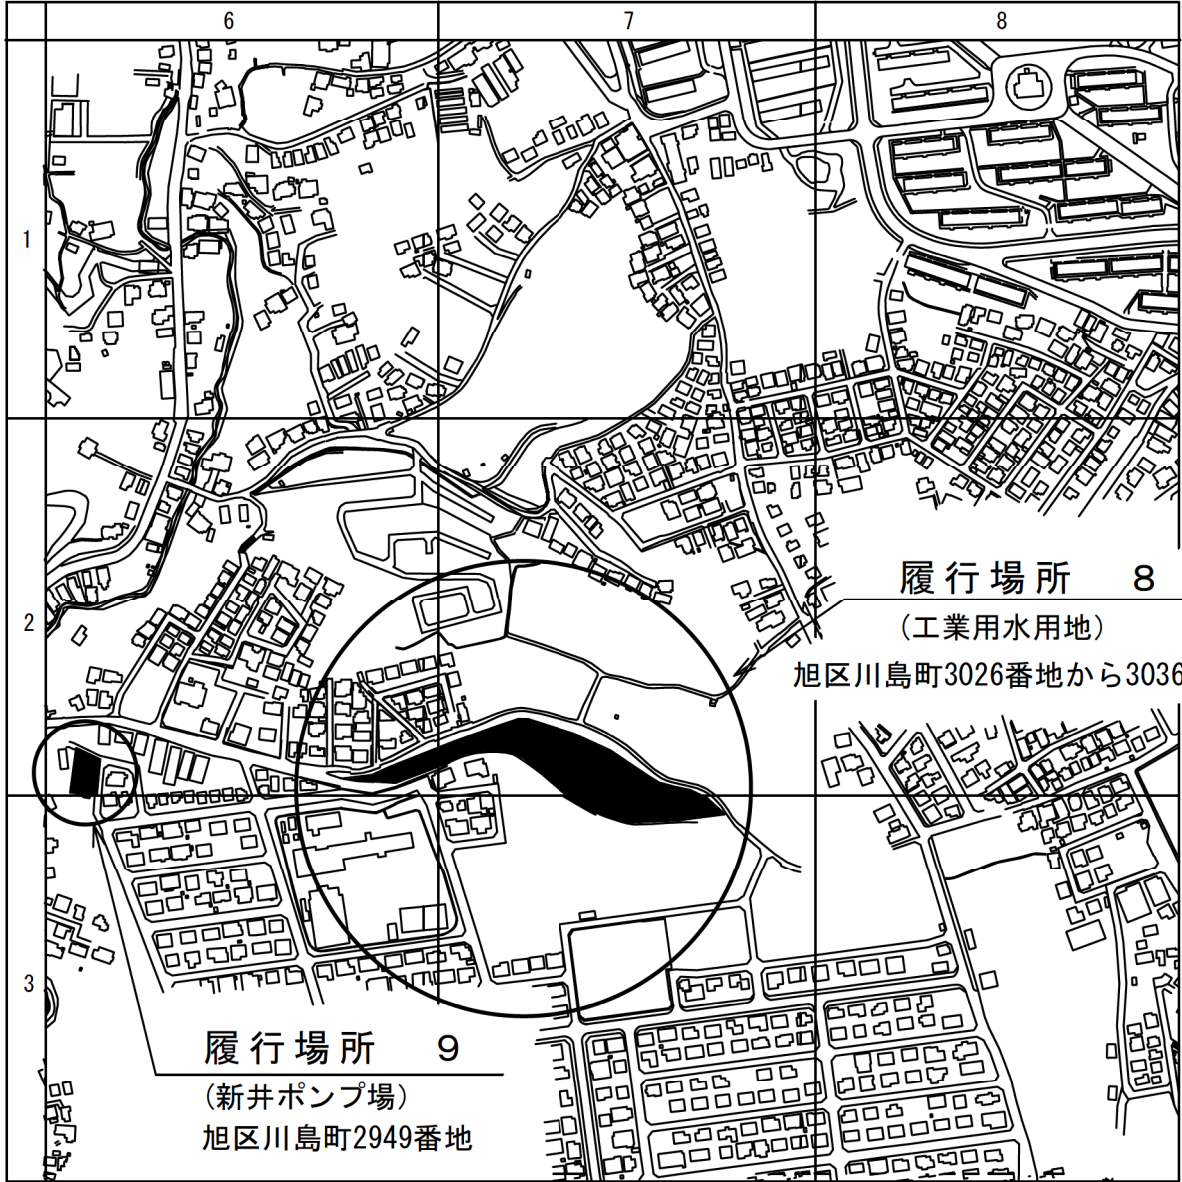 6 7 8
1
2
3
履行場所 8
(工業用水用地)
旭区川島町3026番地から3036
履行場所 9
(新井ポンプ場)
旭区川島町2949番地